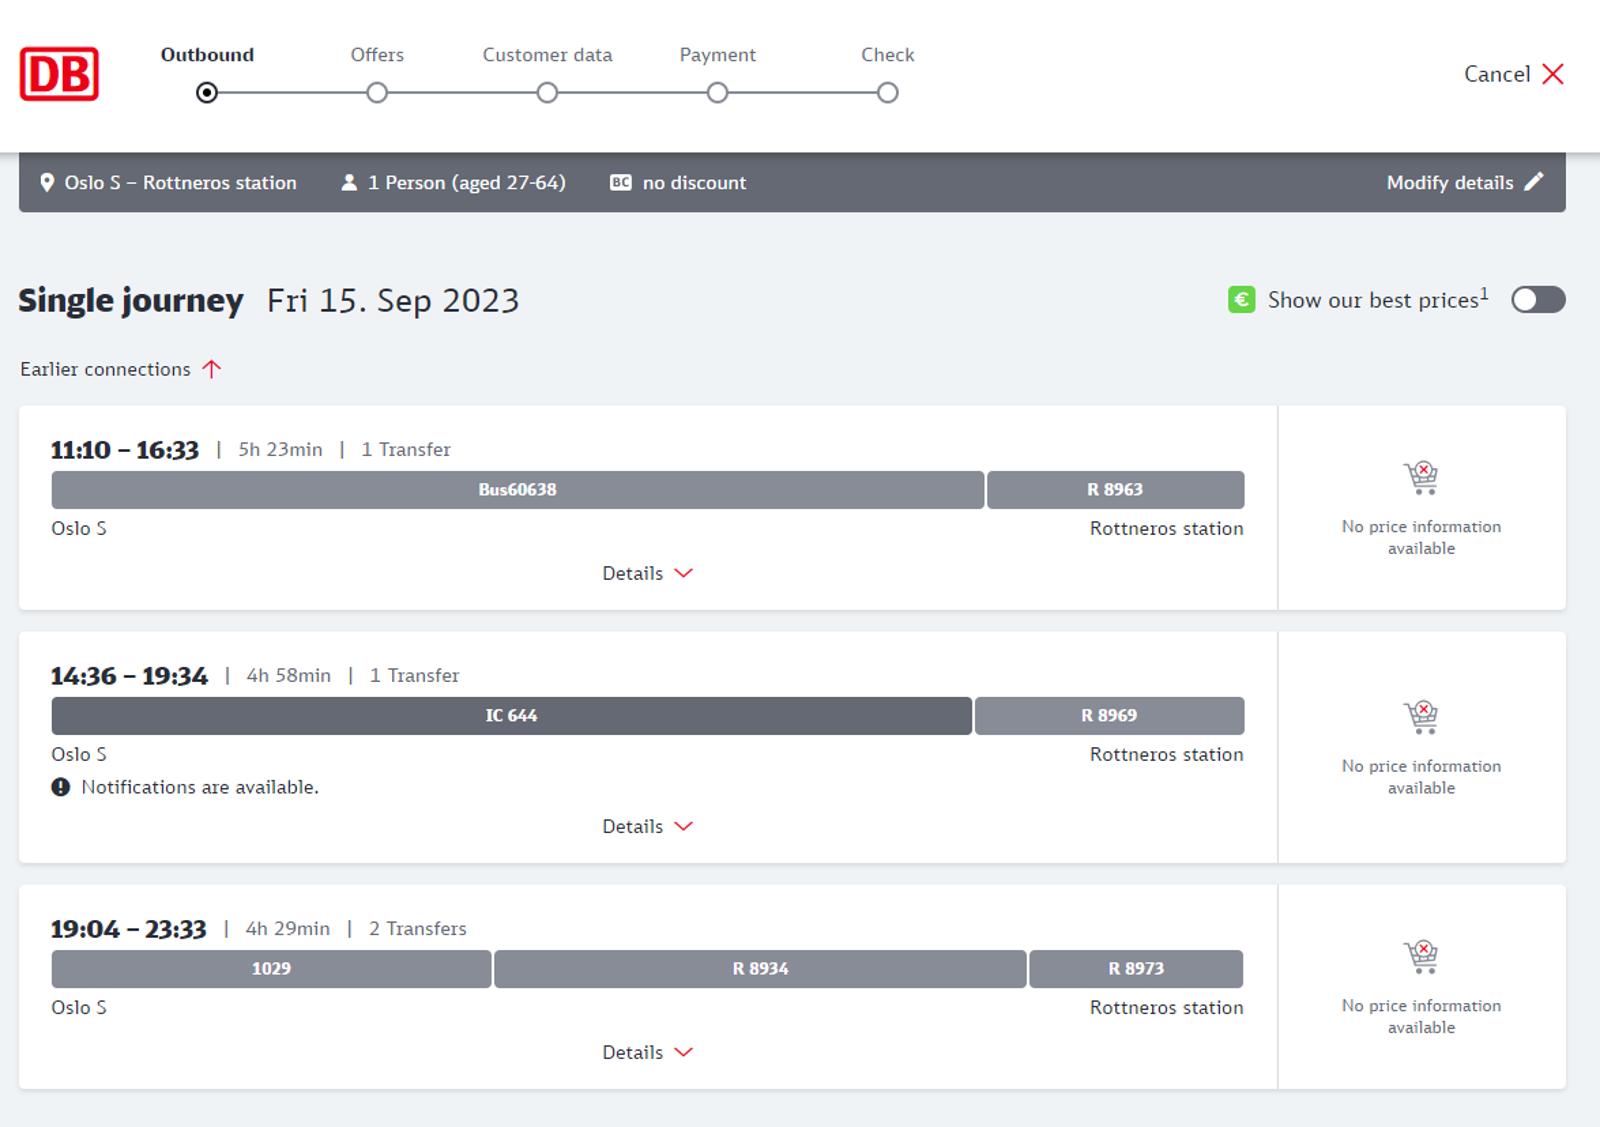 DB
Outbound
Offers
Customer data
Payment
Check
Cancel
Oslo S – Rottneros station
1 Person (aged 27-64)
BC no discount
Modify details
Single journey Fri 15. Sep 2023
€ Show our best prices¹
Earlier connections
11:10 – 16:33 | 5h 23min | 1 Transfer
Bus60638
R 8963
Oslo S
Rottneros station
Details
No price information
available
14:36 – 19:34 | 4h 58min | 1 Transfer
IC 644
R 8969
Oslo S
Rottneros station
Notifications are available.
Details
No price information
available
19:04 – 23:33 | 4h 29min | 2 Transfers
1029
R 8934
R 8973
Oslo S
Rottneros station
Details
No price information
available